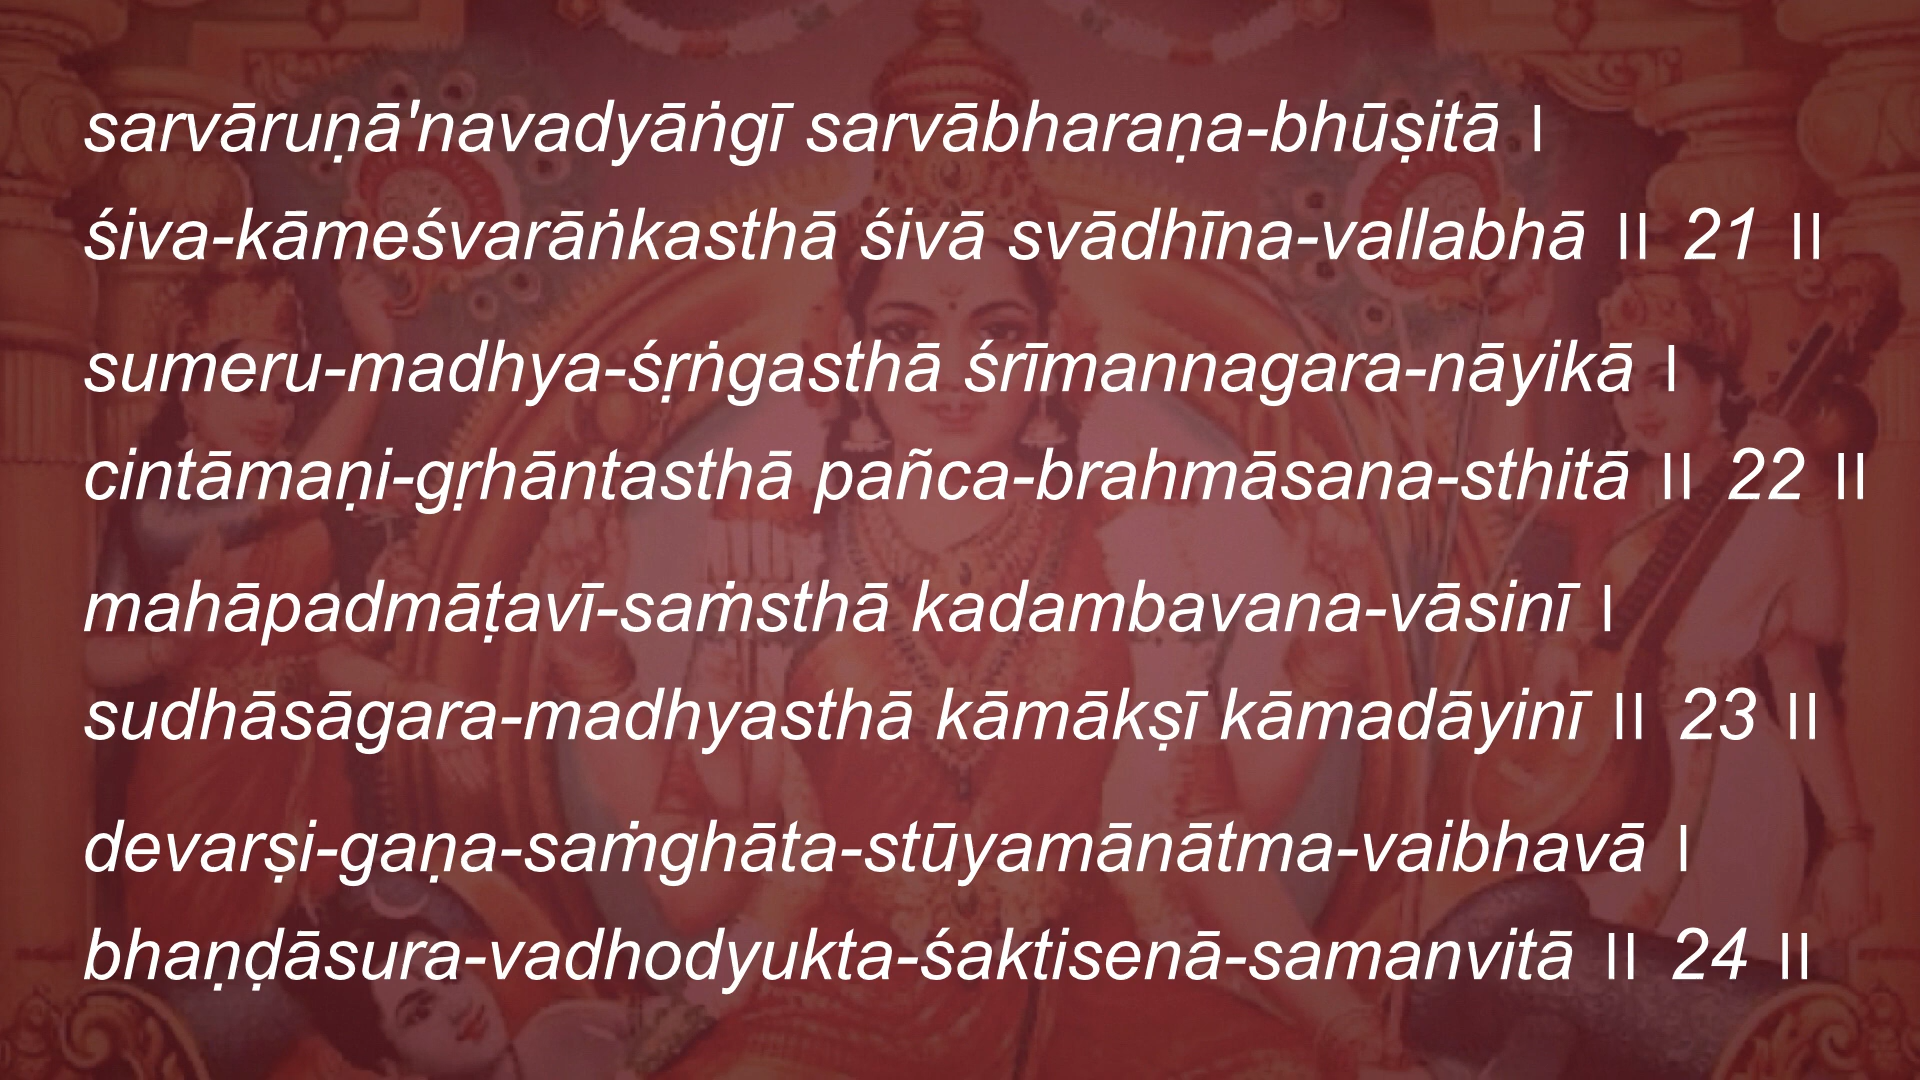 sarvāruṇā'navadyāṅgī sarvābharaṇa-bhūṣitā ।
śiva-kāmeśvarāṅkasthā śivā svādhīna-vallabhā ॥ 21 ॥
sumeru-madhya-śṛṅgasthā śrīmannagara-nāyikā ।
cintāmaṇi-gṛhāntasthā pañca-brahmāsana-sthitā ॥ 22 ॥
mahāpadmāṭavī-saṁsthā kadambavana-vāsinī ।
sudhāsāgara-madhyasthā kāmākṣī kāmadāyinī ॥ 23 ॥
devarṣi-gaṇa-saṁghāta-stūyamānātma-vaibhavā ।
bhaṇḍāsura-vadhodyukta-śaktisenā-samanvitā ॥ 24 ॥